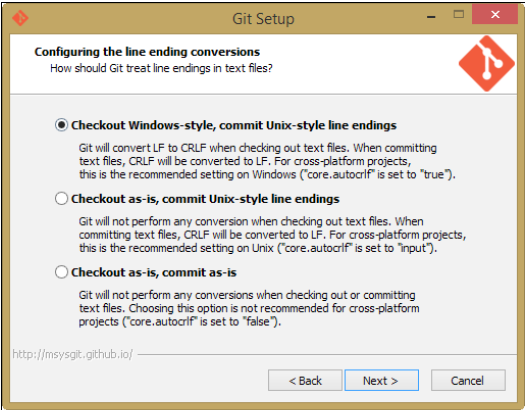 Git Setup
Configuring the line ending conversions
How should Git treat line endings in text files?
Checkout Windows-style, commit Unix-style line endings
Git will convert LF to CRLF when checking out text files. When committing
text files, CRLF will be converted to LF. For cross-platform projects,
this is the recommended setting on Windows ("core.autocrlf" is set to "true").
Checkout as-is, commit Unix-style line endings
Git will not perform any conversion when checking out text files. When
committing text files, CRLF will be converted to LF. For cross-platform projects,
this is the recommended setting on Unix ("core.autocrlf" is set to "input").
Checkout as-is, commit as-is
Git will not perform any conversions when checking out or committing
text files. Choosing this option is not recommended for cross-platform
projects ("core.autocrlf" is set to "false").
http://msysgit.github.io/
< Back Next > Cancel